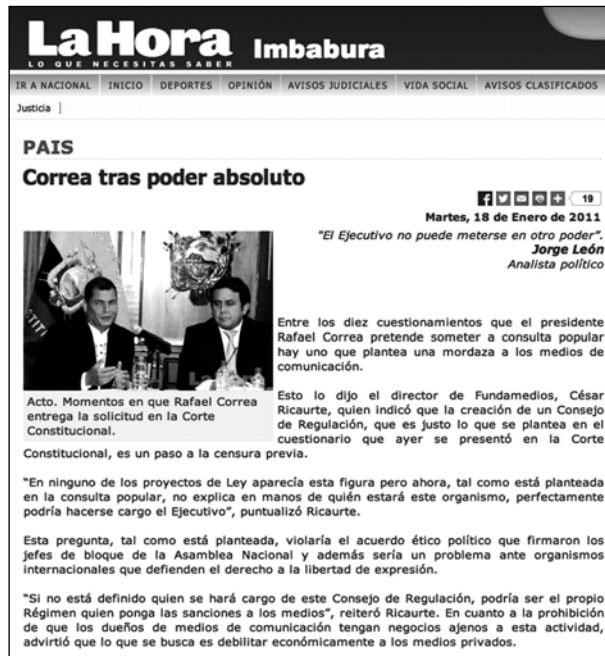 La Hora Imbabura
LO QUE NECESITAS SABER
IR A NACIONAL INICIO DEPORTES OPINIÓN AVISOS JUDICIALES VIDA SOCIAL AVISOS CLASIFICADOS
Justicia |
PAIS
Correa tras poder absoluto
19
Martes, 18 de Enero de 2011
"El Ejecutivo no puede meterse en otro poder".
Jorge León
Analista político
Acto. Momentos en que Rafael Correa
entrega la solicitud en la Corte
Constitucional.
Entre los diez cuestionamientos que el presidente
Rafael Correa pretende someter a consulta popular
hay uno que plantea una mordaza a los medios de
comunicación.
Esto lo dijo el director de Fundamedios, César
Ricaurte, quien indicó que la creación de un Consejo
de Regulación, que es justo lo que se plantea en el
cuestionario que ayer se presentó en la Corte
Constitucional, es un paso a la censura previa.
"En ninguno de los proyectos de Ley aparecía esta figura pero ahora, tal como está planteada
en la consulta popular, no explica en manos de quién estará este organismo, perfectamente
podría hacerse cargo el Ejecutivo", puntualizó Ricaurte.
Esta pregunta, tal como está planteada, violaría el acuerdo ético político que firmaron los
jefes de bloque de la Asamblea Nacional y además sería un problema ante organismos
internacionales que defienden el derecho a la libertad de expresión.
"Si no está definido quien se hará cargo de este Consejo de Regulación, podría ser el propio
Régimen quien ponga las sanciones a los medios", reiteró Ricaurte. En cuanto a la prohibición
de que los dueños de medios de comunicación tengan negocios ajenos a esta actividad,
advirtió que lo que se busca es debilitar económicamente a los medios privados.